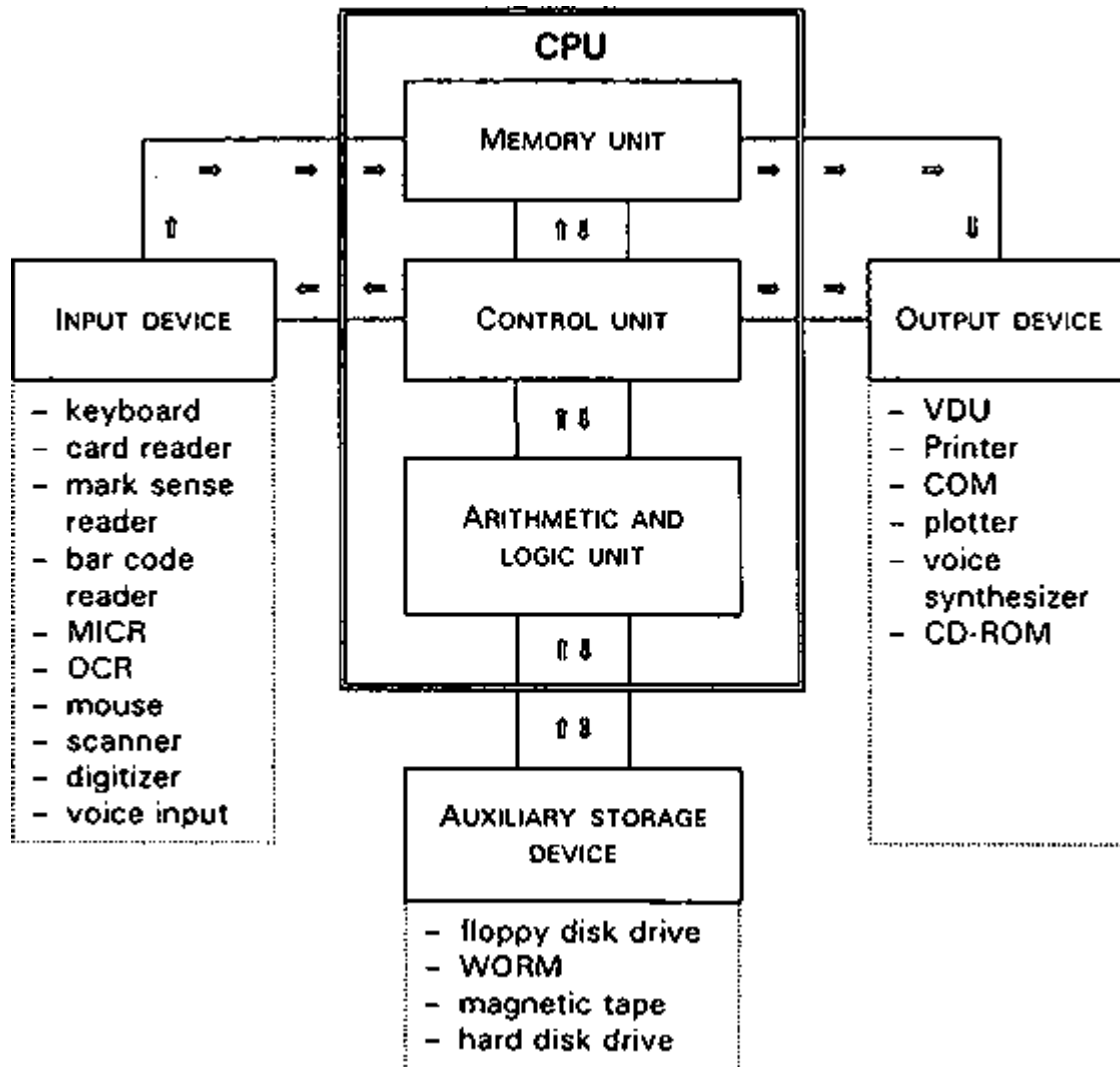 CPU
MEMORY UNIT
INPUT DEVICE
CONTROL UNIT
OUTPUT DEVICE
– keyboard
– card reader
– mark sense
reader
– bar code
reader
– MICR
– OCR
– mouse
– scanner
– digitizer
– voice input
ARITHMETIC AND
LOGIC UNIT
– VDU
– Printer
– COM
– plotter
– voice
synthesizer
– CD-ROM
AUXILIARY STORAGE
DEVICE
– floppy disk drive
– WORM
– magnetic tape
– hard disk drive